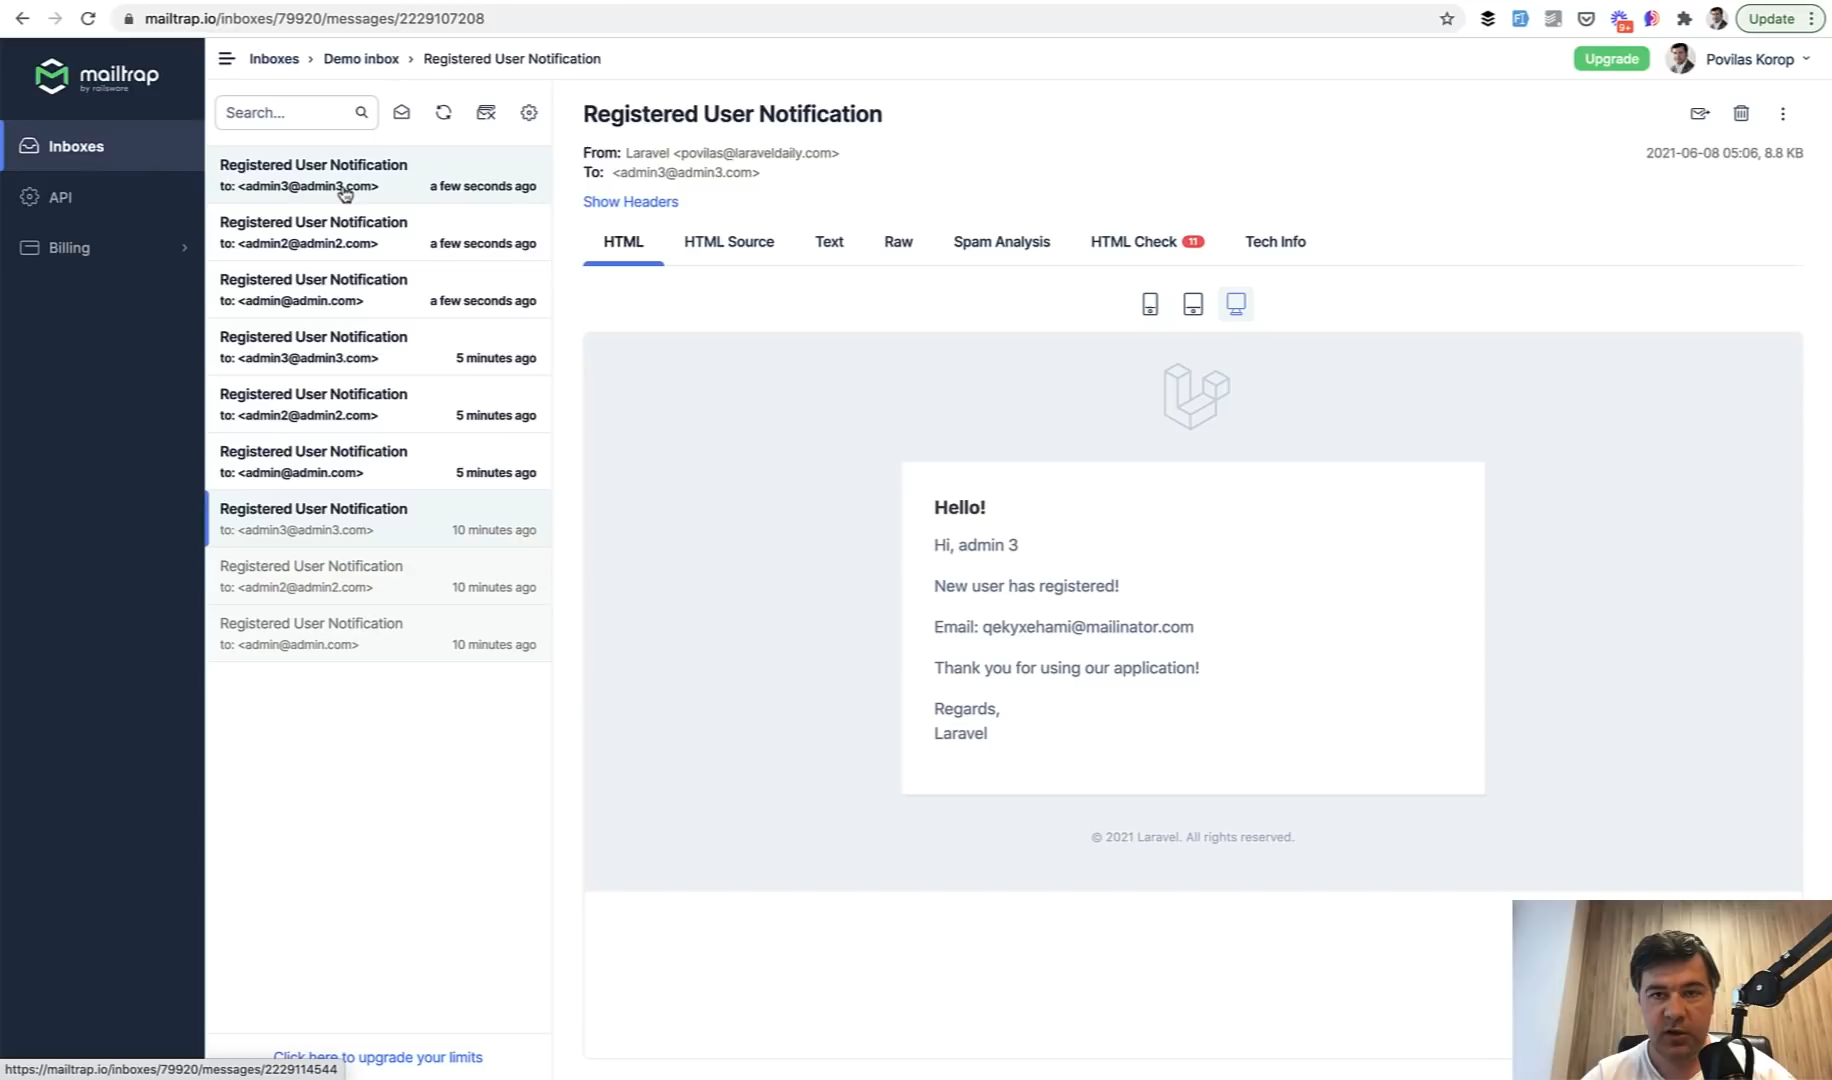 mailtrap.io/inboxes/79920/messages/2229107208
9+
Update
mailtrap
by railsware
Inboxes › Demo inbox › Registered User Notification
Upgrade
Povilas Korop
Inboxes
API
Billing
Search...
Registered User Notification
to: <admin3@admin3.com> a few seconds ago
Registered User Notification
to: <admin2@admin2.com> a few seconds ago
Registered User Notification
to: <admin@admin.com> a few seconds ago
Registered User Notification
to: <admin3@admin3.com> 5 minutes ago
Registered User Notification
to: <admin2@admin2.com> 5 minutes ago
Registered User Notification
to: <admin@admin.com> 5 minutes ago
Registered User Notification
to: <admin3@admin3.com> 10 minutes ago
Registered User Notification
to: <admin2@admin2.com> 10 minutes ago
Registered User Notification
to: <admin@admin.com> 10 minutes ago
Click here to upgrade your limits
https://mailtrap.io/inboxes/79920/messages/2229114544
Registered User Notification
From: Laravel <povilas@laraveldaily.com>
2021-06-08 05:06, 8.8 KB
To: <admin3@admin3.com>
Show Headers
HTML HTML Source Text Raw Spam Analysis HTML Check 11 Tech Info
Hello!
Hi, admin 3
New user has registered!
Email: qekyxehami@mailinator.com
Thank you for using our application!
Regards,
Laravel
© 2021 Laravel. All rights reserved.